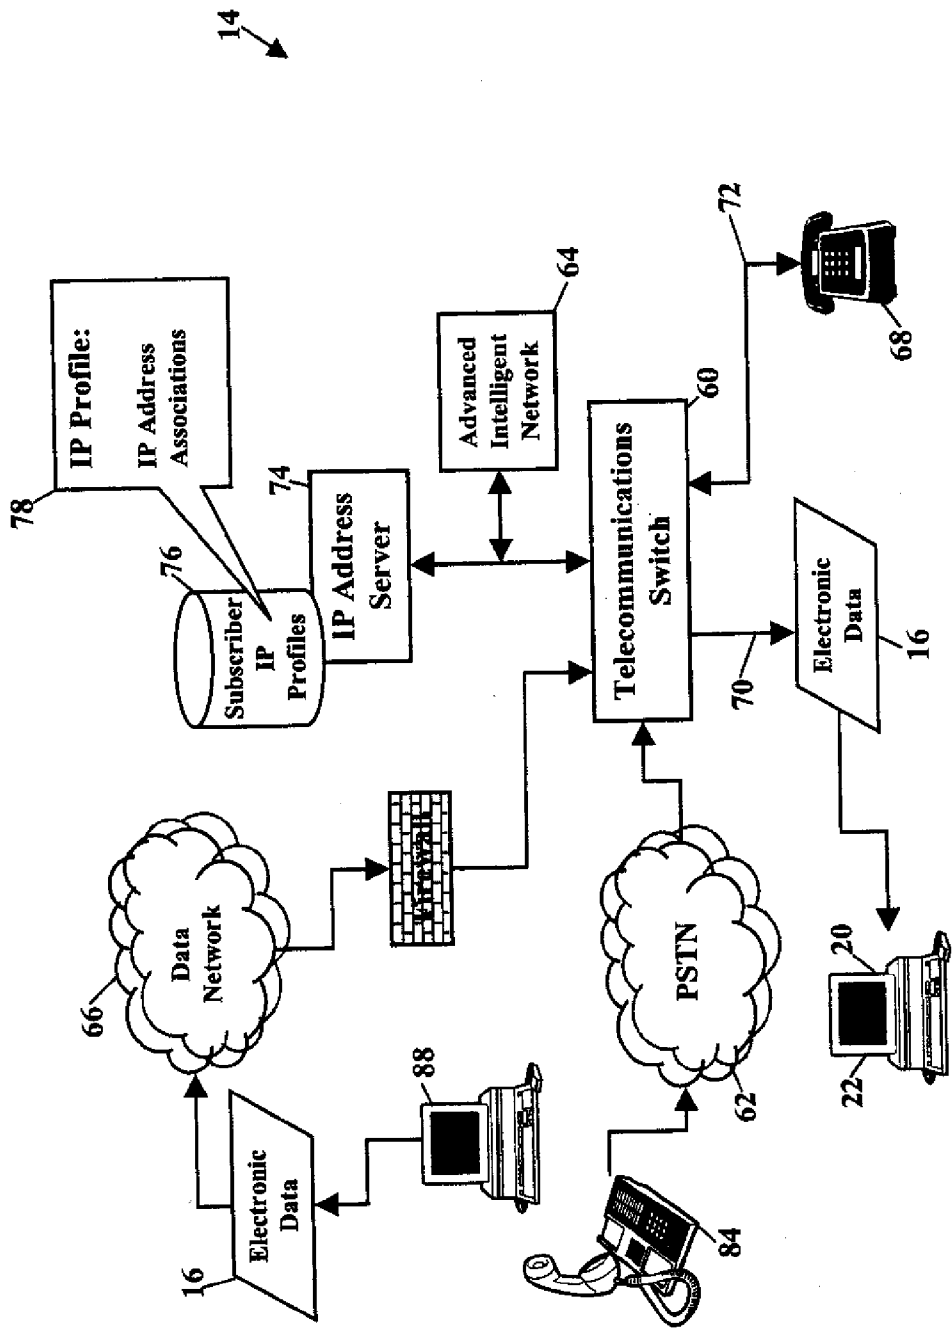 14
78
IP Profile:
IP Address
Associations
76
Subscriber
IP
Profiles
74
IP Address
Server
64
Advanced
Intelligent
Network
66
Data
Network
Firewall
16
Electronic
Data
88
60
Telecommunications
Switch
72
68
70
PSTN
62
84
Electronic
Data
16
20
22